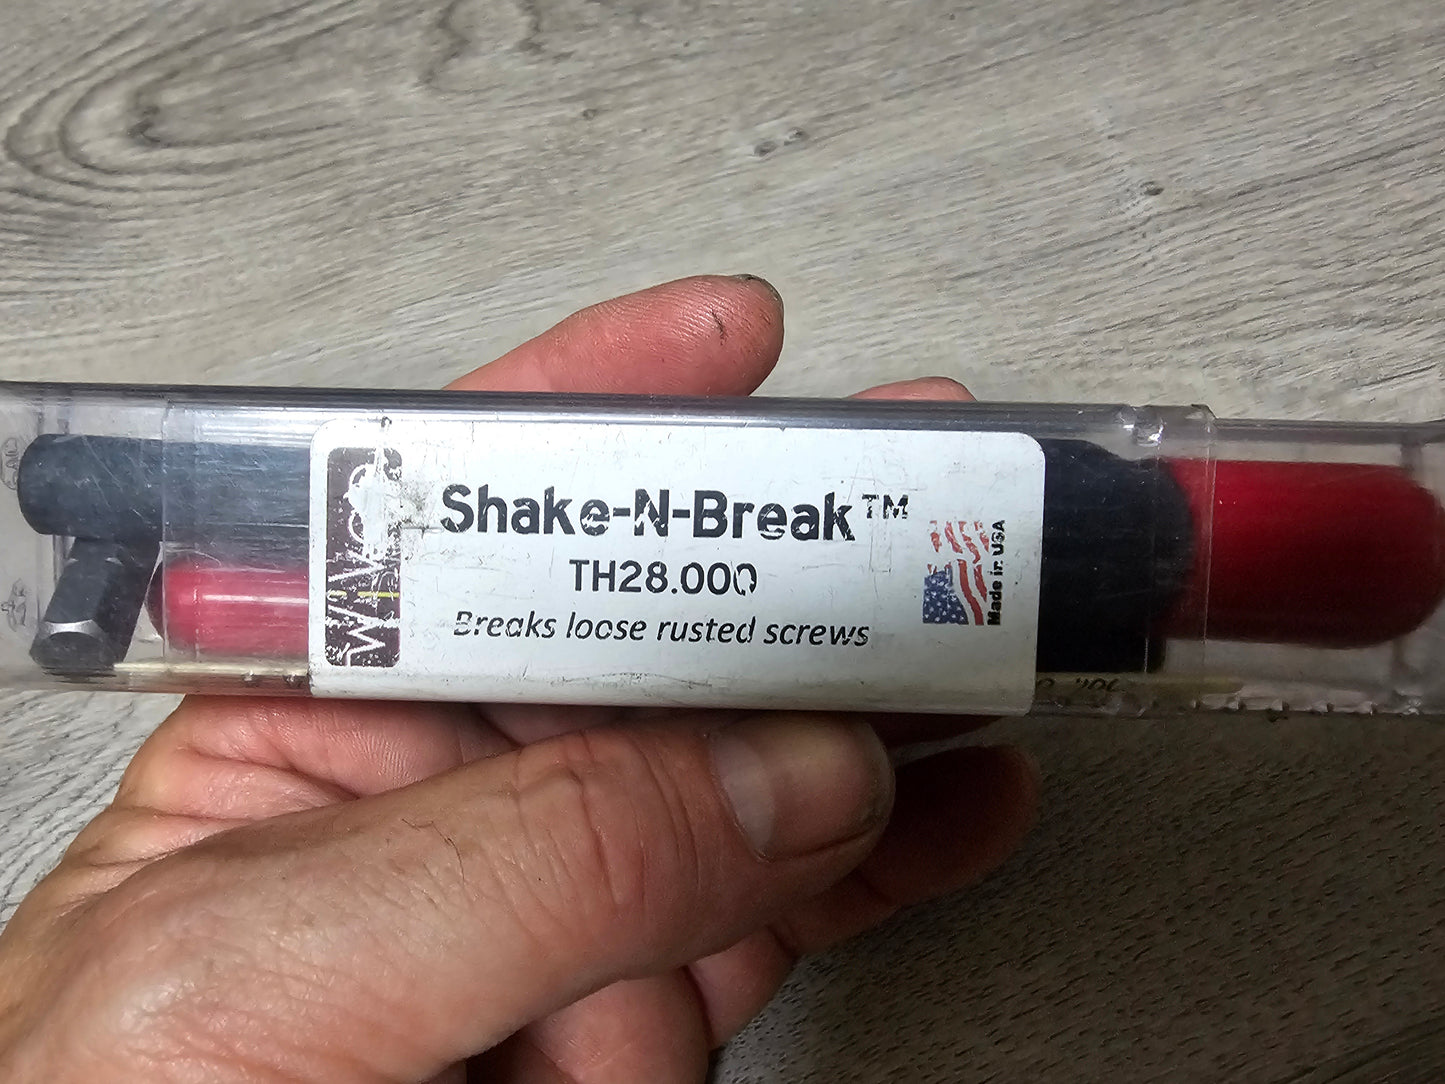 Shake-N-Break™
TH28.000
Breaks loose rusted screws
Made in USA